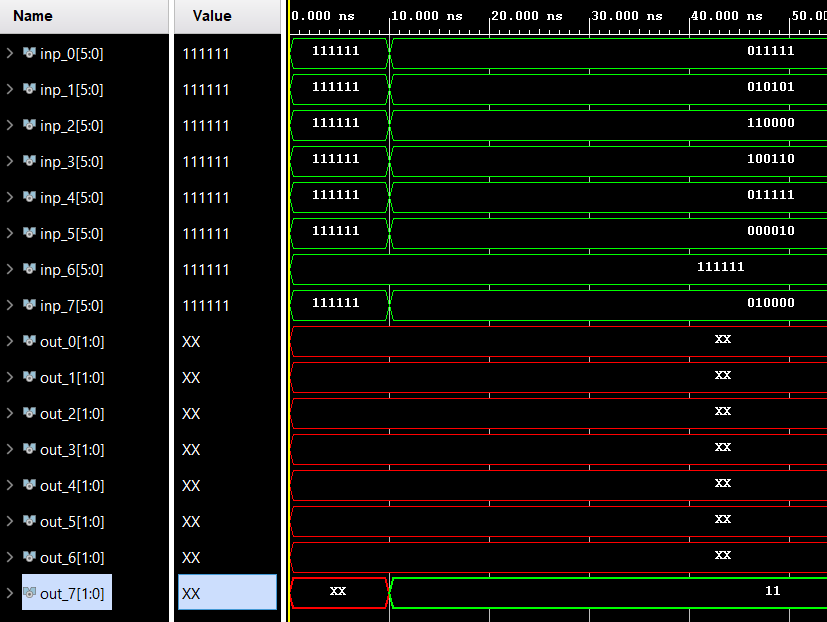 Name Value 0.000 ns 10.000 ns 20.000 ns 30.000 ns 40.000 ns 50.0
inp_0[5:0] 111111 111111 011111
inp_1[5:0] 111111 111111 010101
inp_2[5:0] 111111 111111 110000
inp_3[5:0] 111111 111111 100110
inp_4[5:0] 111111 111111 011111
inp_5[5:0] 111111 111111 000010
inp_6[5:0] 111111 111111
inp_7[5:0] 111111 111111 010000
out_0[1:0] XX XX
out_1[1:0] XX XX
out_2[1:0] XX XX
out_3[1:0] XX XX
out_4[1:0] XX XX
out_5[1:0] XX XX
out_6[1:0] XX XX
out_7[1:0] XX XX 11